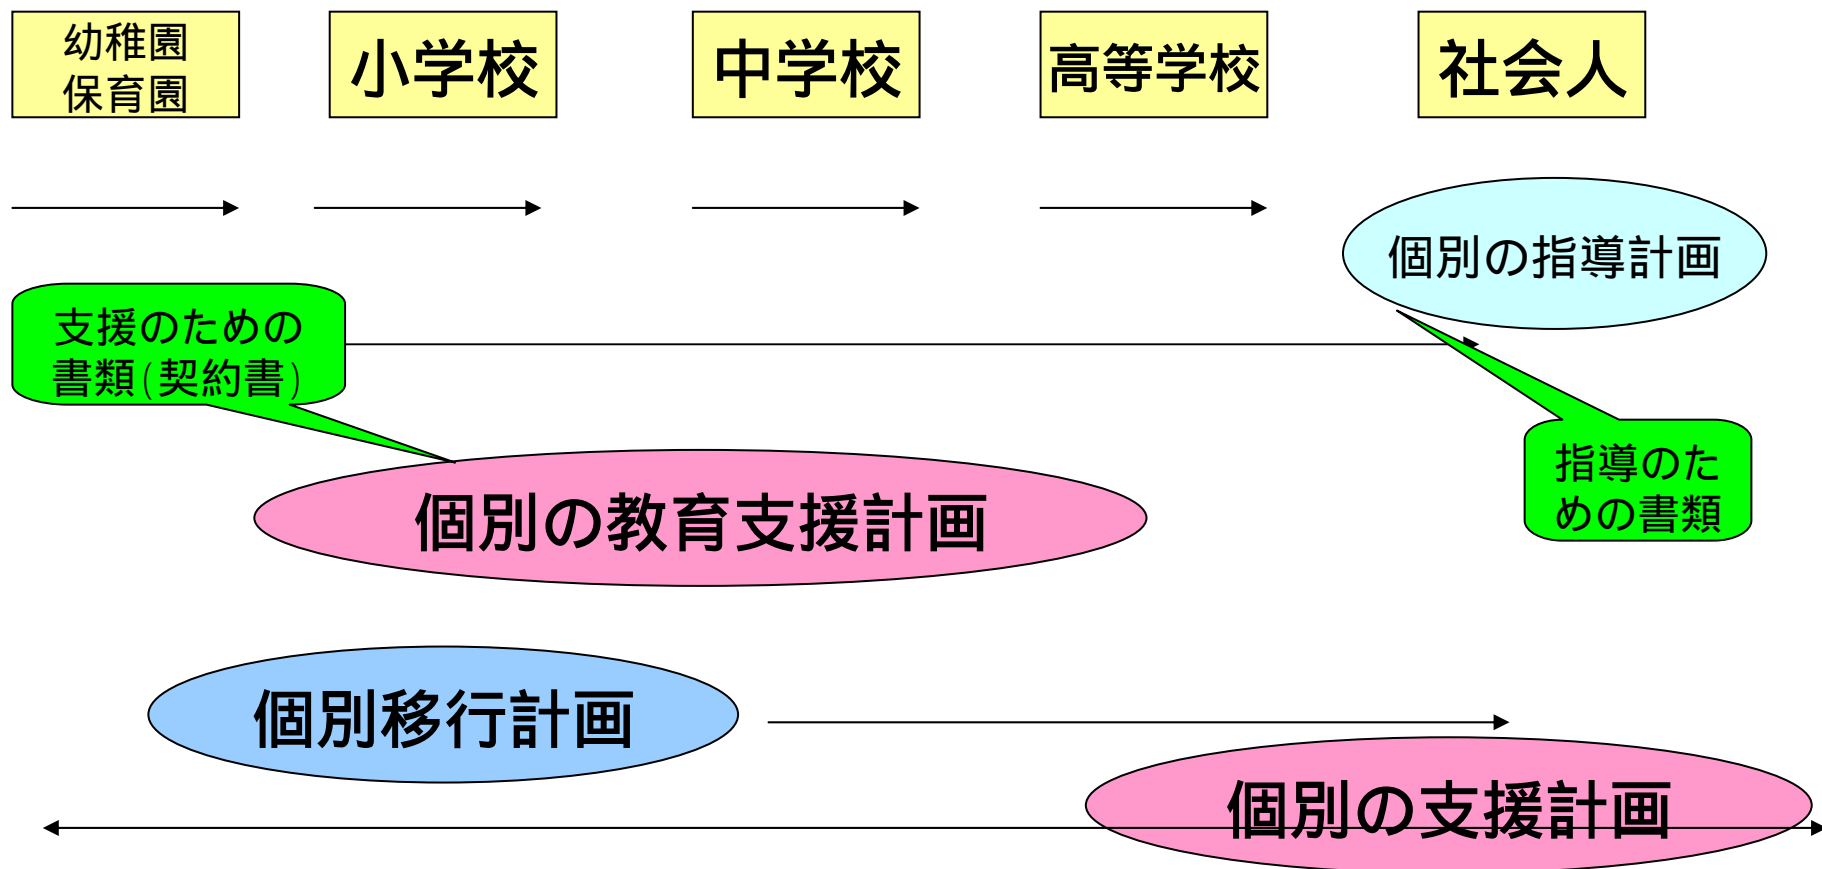 幼稚園
保育園
小学校
中学校
高等学校
社会人
個別の指導計画
支援のための
書類(契約書)
指導のた
めの書類
個別の教育支援計画
個別移行計画
個別の支援計画